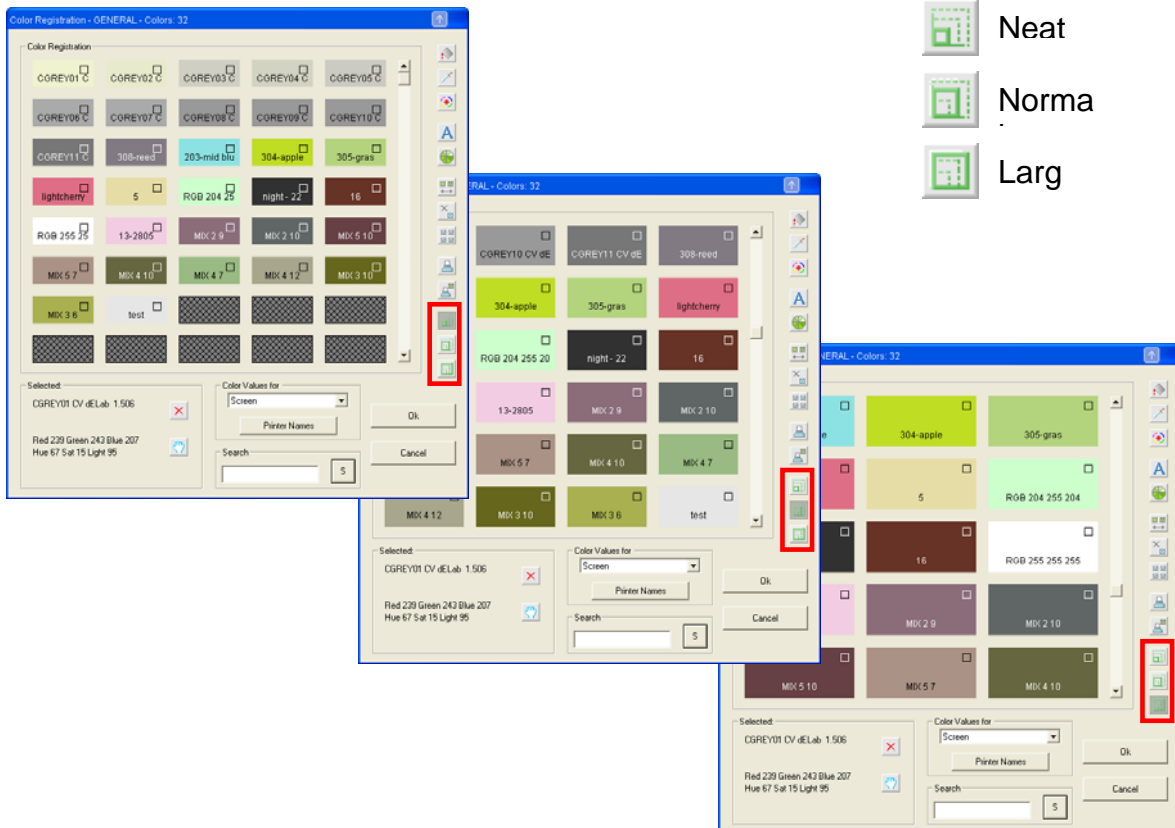 Color Registration - GENERAL - Colors: 32
Color Registration
CGREY01 C CGREY02 C CGREY03 C CGREY04 C CGREY05 C
CGREY06 C CGREY07 C CGREY08 C CGREY09 C CGREY10 C
CGREY11 C 308-reed 203-mid blu 304-apple 305-gras
lightcherry 5 RGB 204 25 night - 22 16
RGB 255 25 13-2805 MIX 2 9 MIX 2 10 MIX 5 10
MIX 5 7 MIX 4 10 MIX 4 7 MIX 4 12 MIX 3 10
MIX 3 6 test
A
Selected:
CGREY01 CV dELab 1.506
Red 239 Green 243 Blue 207
Hue 67 Sat 15 Light 95
Color Values for
Screen
Printer Names
Search
S
Ok
Cancel
ERAL - Colors: 32
CGREY10 CV dE CGREY11 CV dE 308-reed
304-apple 305-gras lightcherry
RGB 204 255 20 night - 22 16
13-2805 MIX 2 9 MIX 2 10
MIX 5 7 MIX 4 10 MIX 4 7
MIX 4 12 MIX 3 10 MIX 3 6 test
A
Selected:
CGREY01 CV dELab 1.506
Red 239 Green 243 Blue 207
Hue 67 Sat 15 Light 95
Color Values for
Screen
Printer Names
Search
S
Ok
Cancel
NERAL - Colors: 32
e 304-apple 305-gras
5 RGB 204 255 204
16 RGB 255 255 255
MIX 2 9 MIX 2 10
MIX 5 10 MIX 5 7 MIX 4 10
A
Selected:
CGREY01 CV dELab 1.506
Red 239 Green 243 Blue 207
Hue 67 Sat 15 Light 95
Color Values for
Screen
Printer Names
Search
S
Ok
Cancel
Neat
Norma
Larg